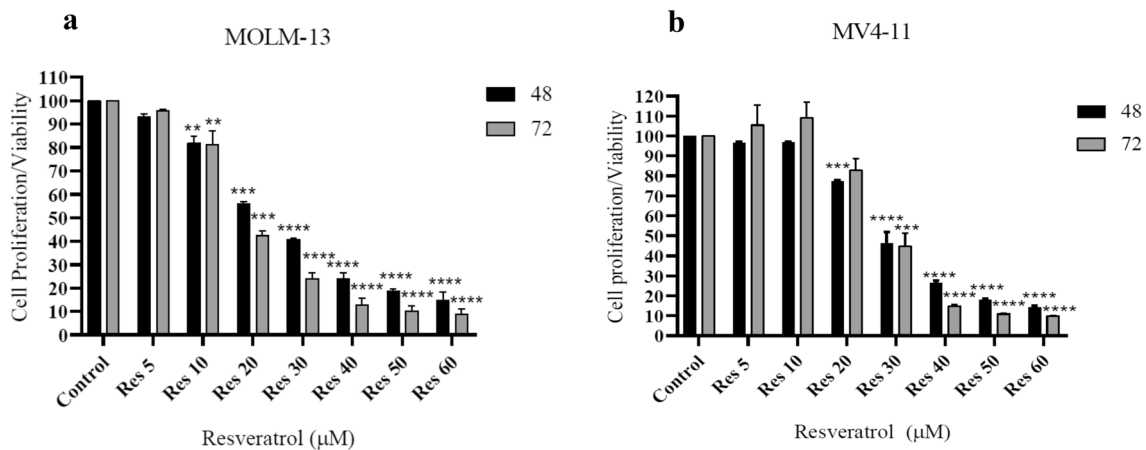 a
MOLM-13
110
100
90
80
70
60
50
40
30
20
10
0
Cell Proliferation/Viability
48
72
** **
***
***
****
****
****
****
****
****
****
****
Control
Res 5
Res 10
Res 20
Res 30
Res 40
Res 50
Res 60
Resveratrol (µM)
b
MV4-11
120
110
100
90
80
70
60
50
40
30
20
10
0
Cell proliferation/Viability
48
72
***
****
***
****
****
****
****
****
****
Control
Res 5
Res 10
Res 20
Res 30
Res 40
Res 50
Res 60
Resveratrol (µM)